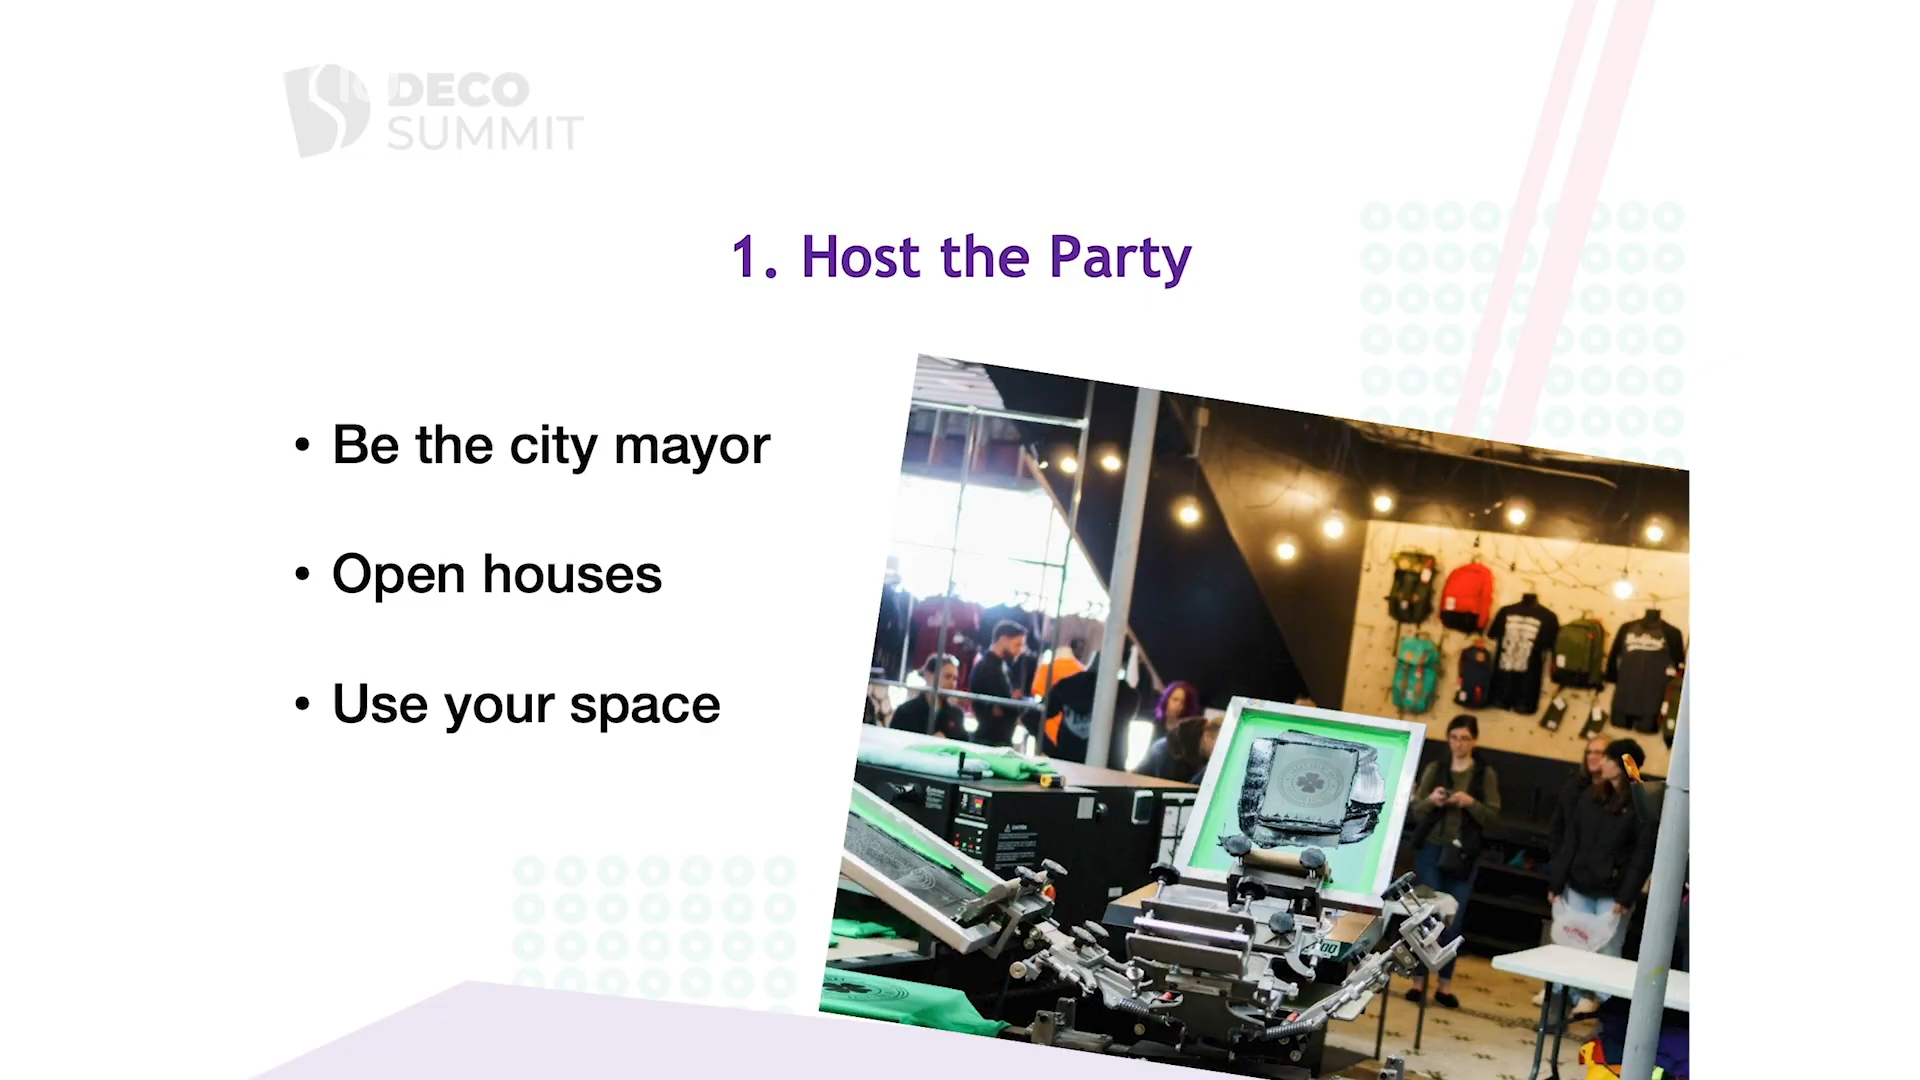 DECO
SUMMIT
1. Host the Party
• Be the city mayor
• Open houses
• Use your space